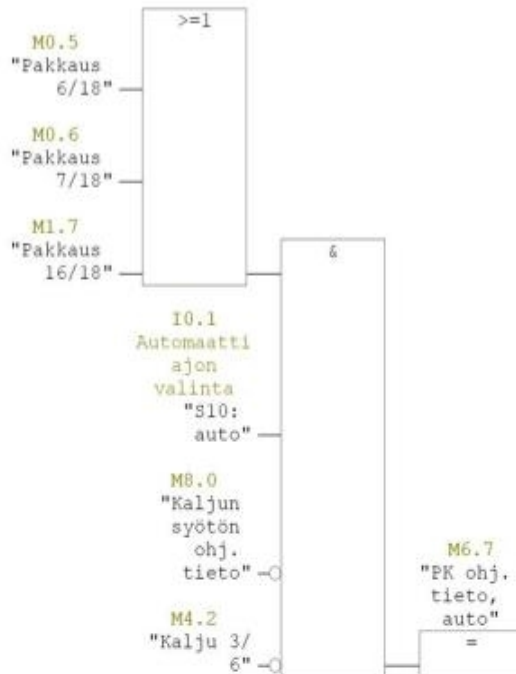 >=1
M0.5
"Pakkaus
6/18"
M0.6
"Pakkaus
7/18"
M1.7
"Pakkaus
16/18"
&
I0.1
Automaatti
ajon
valinta
"S10:
auto"
M8.0
"Kaljun
syötön
ohj.
tieto"
M4.2
"Kalju 3/
6"
M6.7
"PK ohj.
tieto,
auto"
=